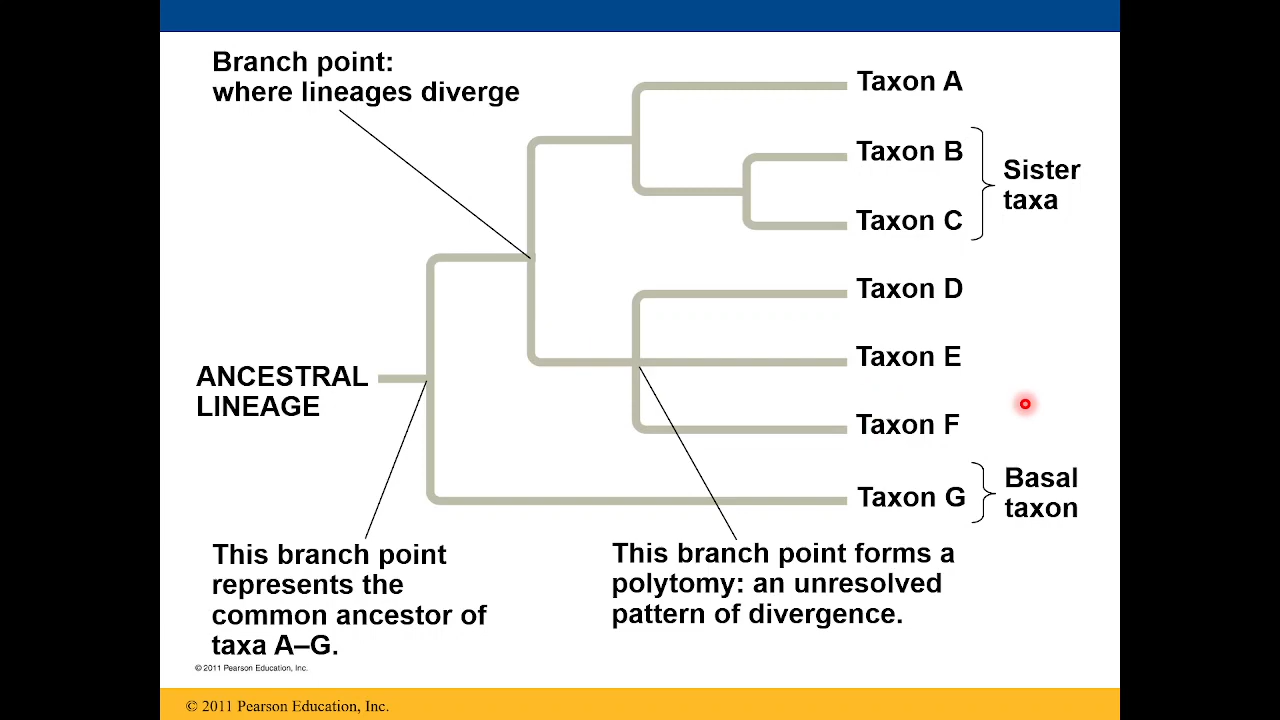 Branch point:
where lineages diverge
Taxon A
Taxon B
Taxon C
Sister
taxa
Taxon D
Taxon E
Taxon F
ANCESTRAL
LINEAGE
Taxon G
Basal
taxon
This branch point
represents the
common ancestor of
taxa A–G.
This branch point forms a
polytomy: an unresolved
pattern of divergence.
© 2011 Pearson Education, Inc.
© 2011 Pearson Education, Inc.